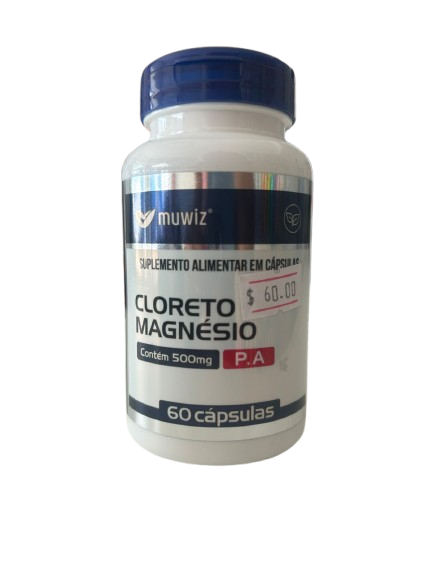 muwiz®
SUPLEMENTO ALIMENTAR EM CÁPSULAS
$ 60.00
CLORETO
MAGNÉSIO
Contém 500mg P.A
60 cápsulas